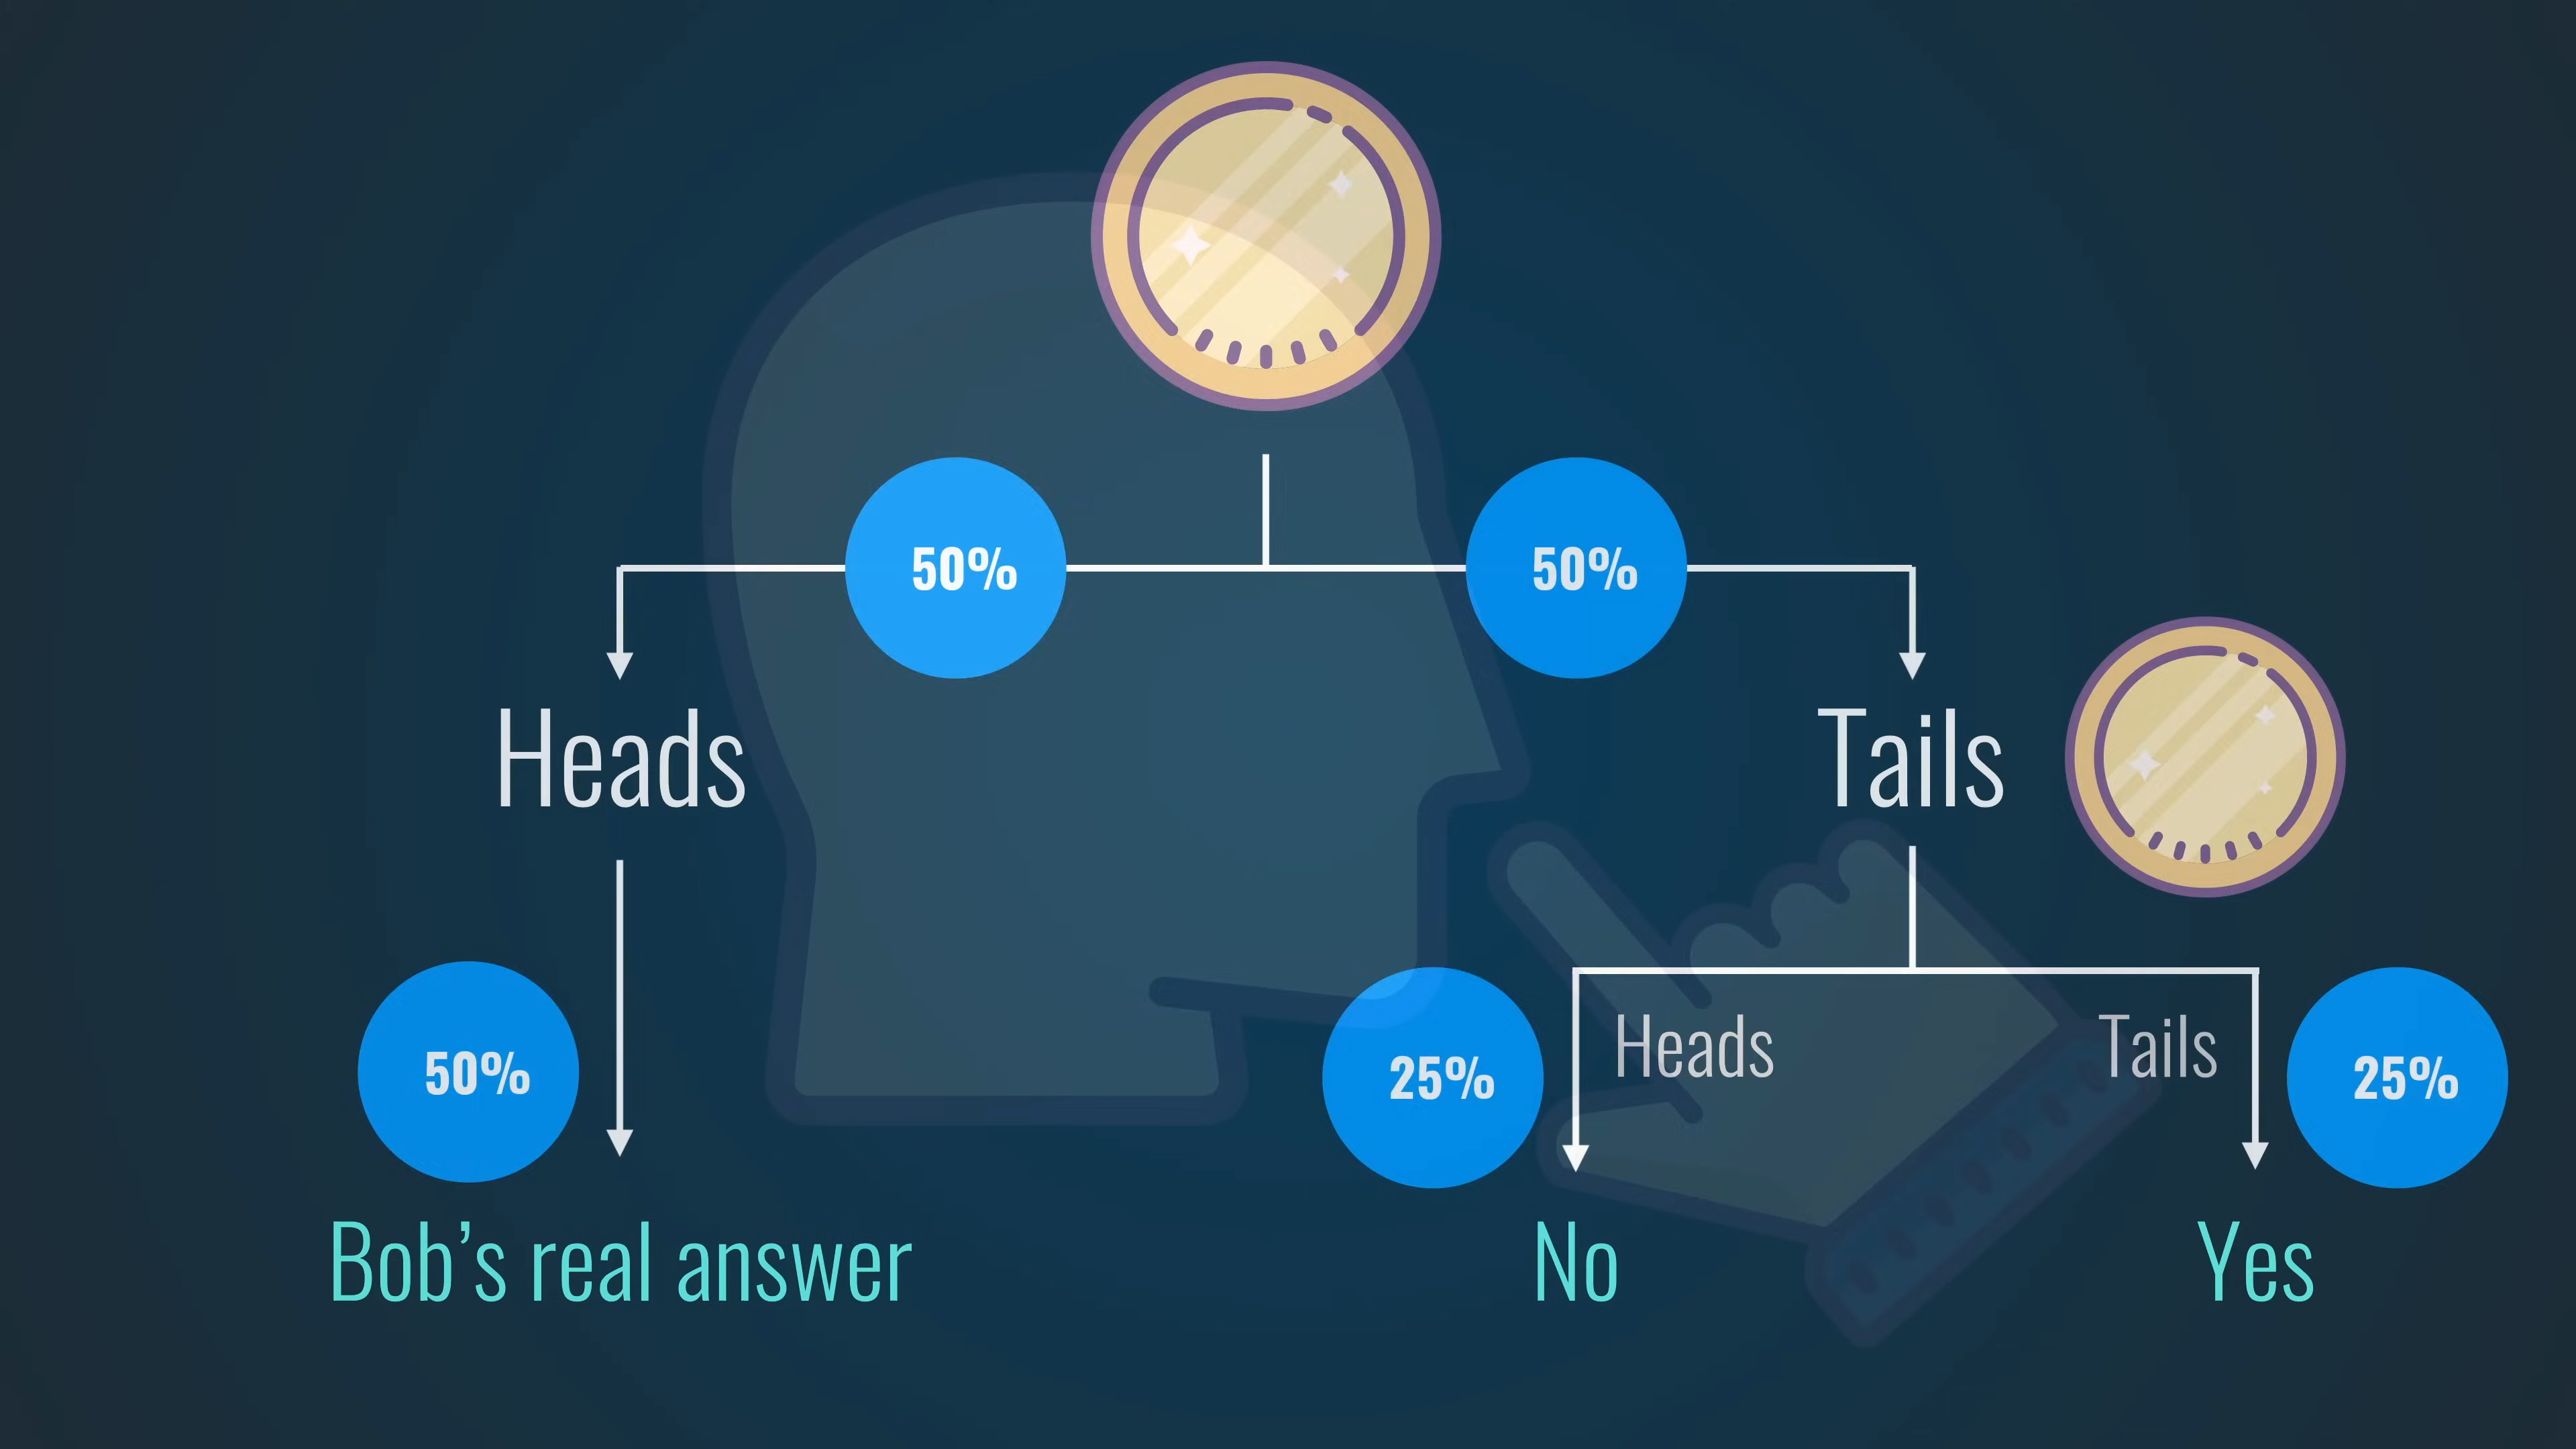 50%
50%
Heads
Tails
50%
25%
Heads
Tails
25%
Bob’s real answer
No
Yes